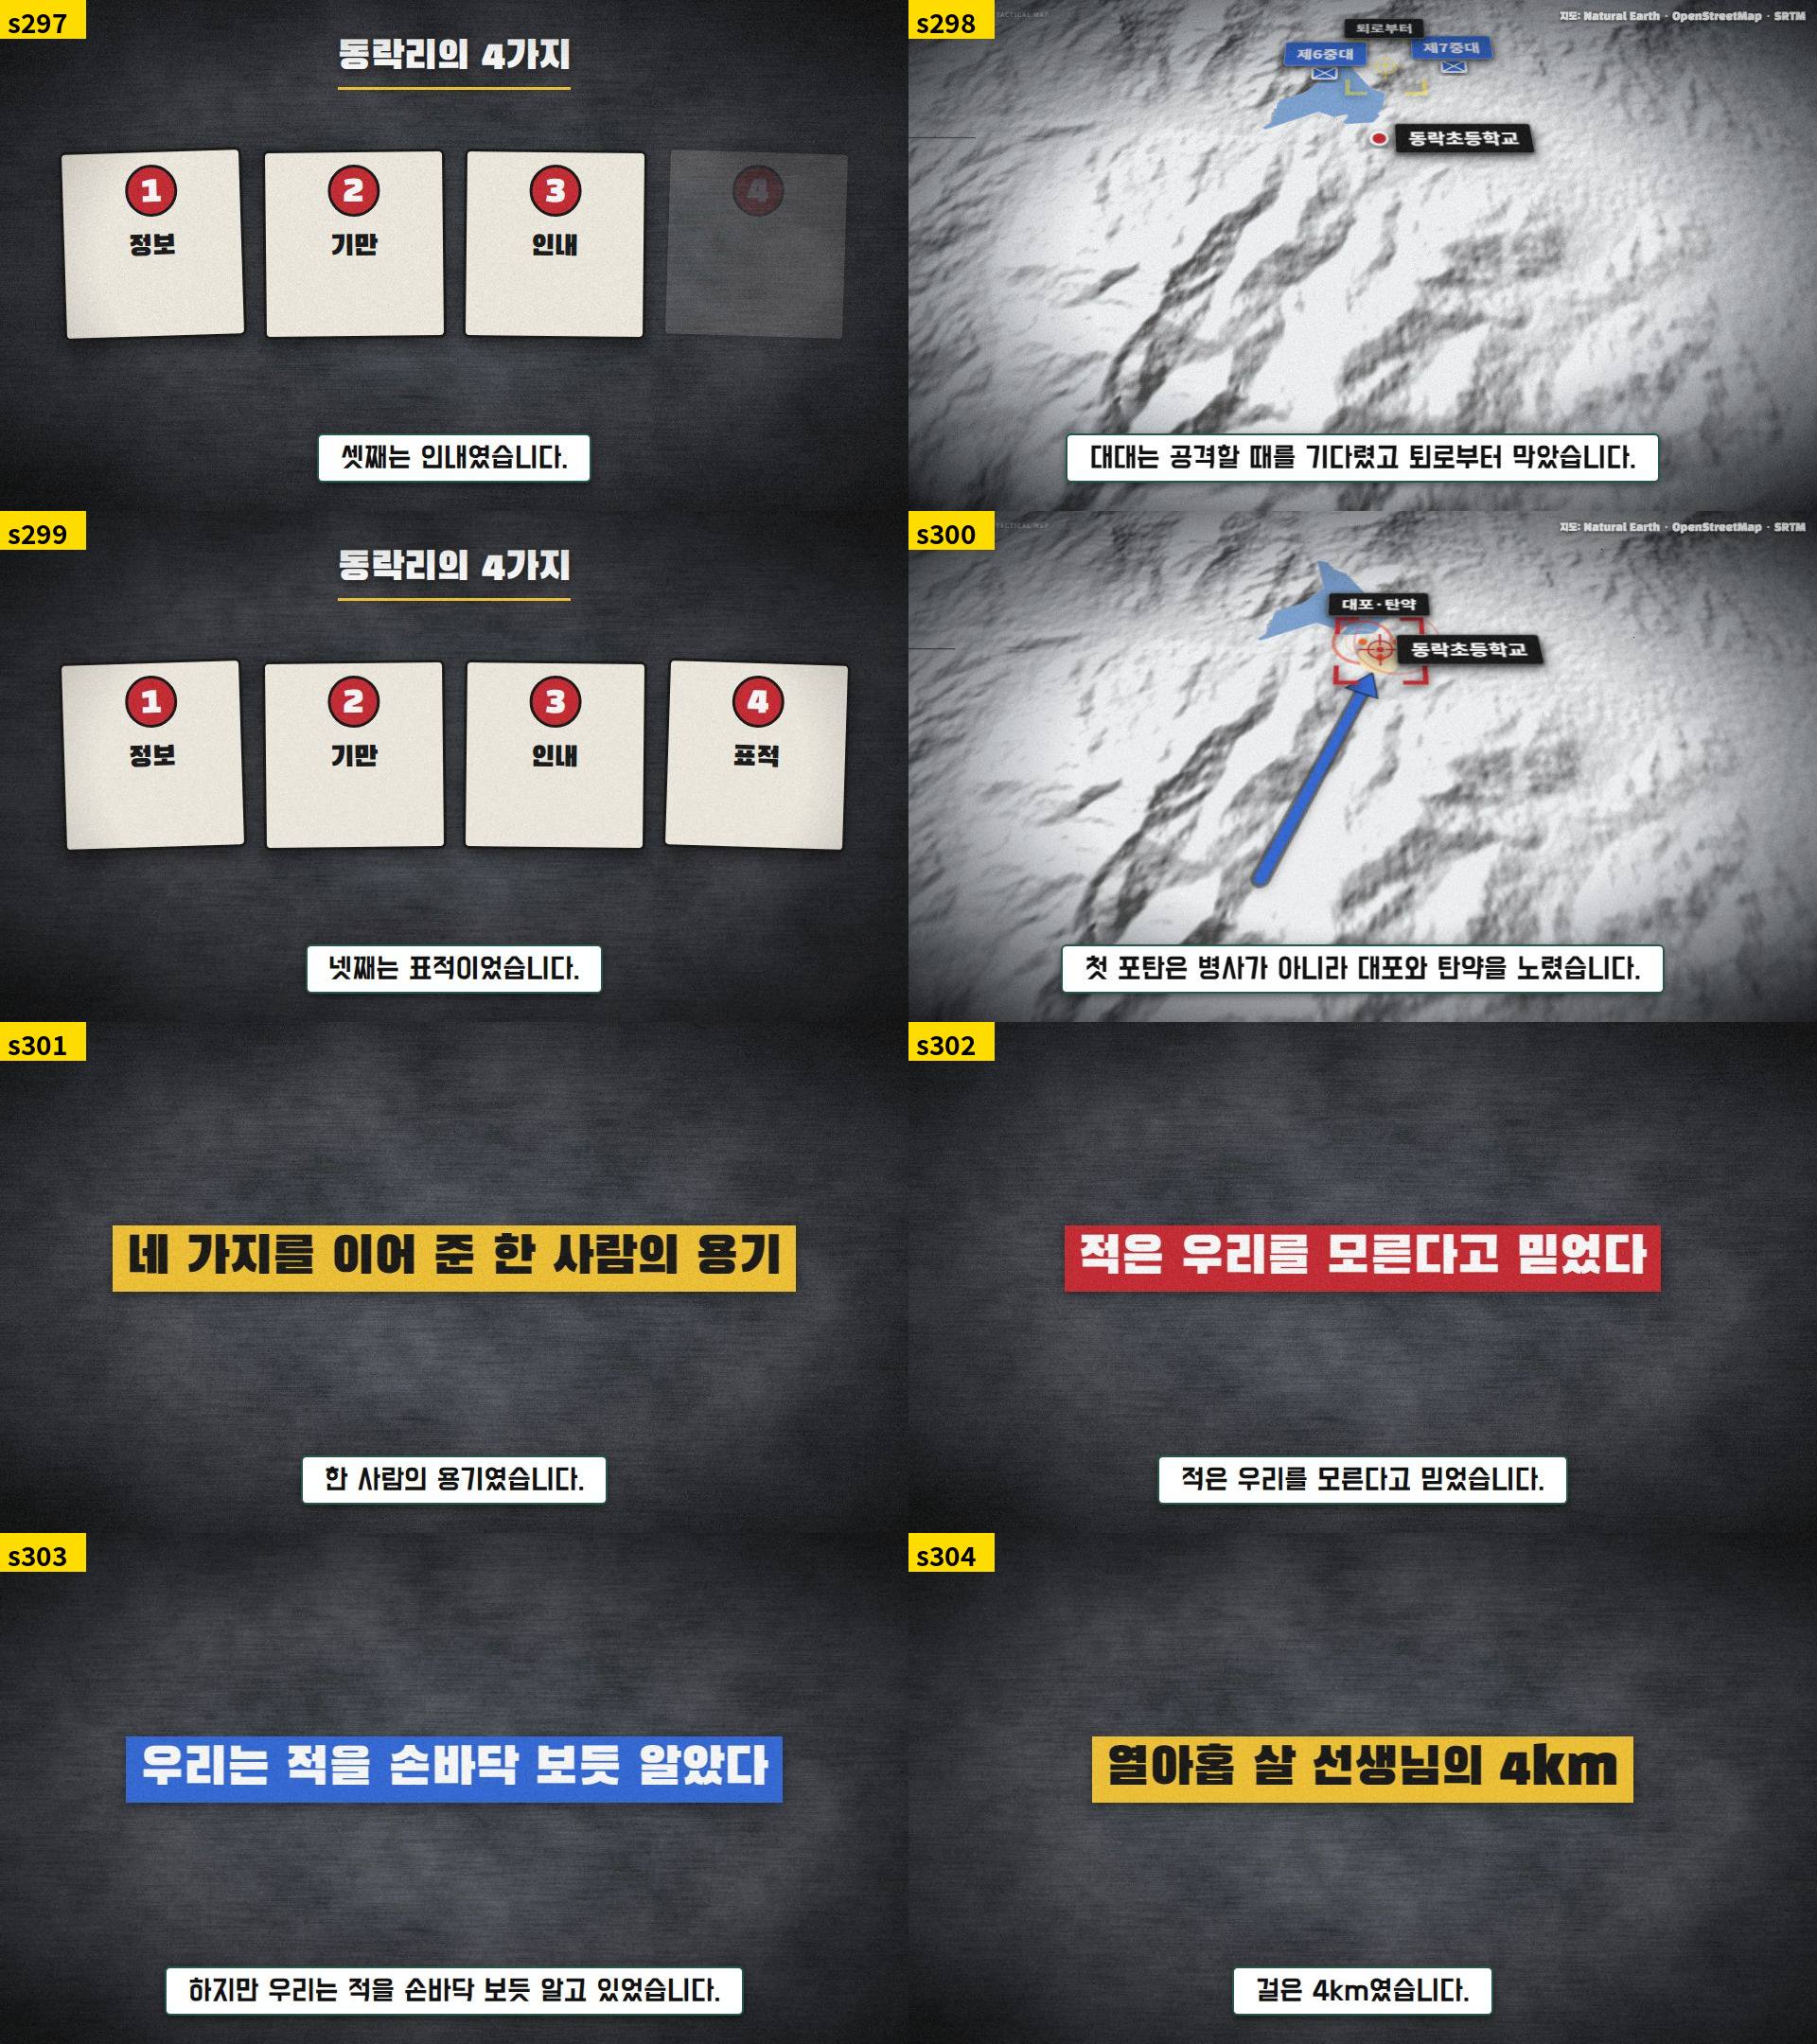 s297
동락리의 4가지
1
2
3
4
정보
기만
인내
셋째는 인내였습니다.
s298
TACTICAL MAP
지도: Natural Earth · OpenStreetMap · SRTM
퇴로부터
제6중대
제7중대
동락초등학교
대대는 공격할 때를 기다렸고 퇴로부터 막았습니다.
s299
동락리의 4가지
1
2
3
4
정보
기만
인내
표적
넷째는 표적이었습니다.
s300
TACTICAL MAP
지도: Natural Earth · OpenStreetMap · SRTM
대포·탄약
동락초등학교
첫 포탄은 병사가 아니라 대포와 탄약을 노렸습니다.
s301
네 가지를 이어 준 한 사람의 용기
한 사람의 용기였습니다.
s302
적은 우리를 모른다고 믿었다
적은 우리를 모른다고 믿었습니다.
s303
우리는 적을 손바닥 보듯 알았다
하지만 우리는 적을 손바닥 보듯 알고 있었습니다.
s304
열아홉 살 선생님의 4km
걸은 4km였습니다.